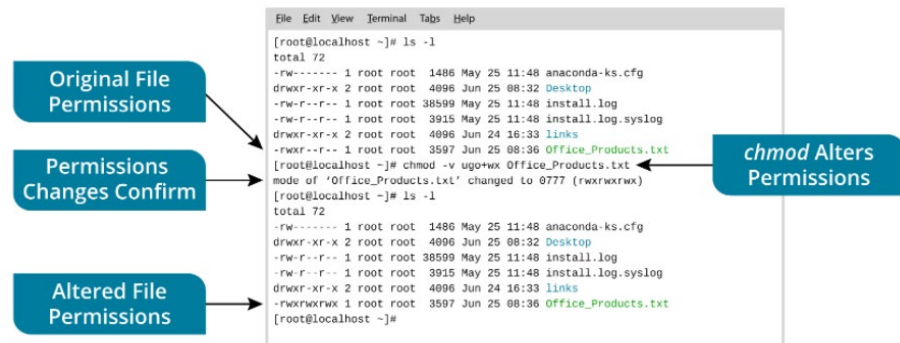 File Edit View Terminal Tabs Help
[root@localhost ~]# ls -l
total 72
-rw------- 1 root root 1486 May 25 11:48 anaconda-ks.cfg
drwxr-xr-x 2 root root 4096 Jun 25 08:32 Desktop
-rw-r--r-- 1 root root 38599 May 25 11:48 install.log
-rw-r--r-- 1 root root 3915 May 25 11:48 install.log.syslog
drwxr-xr-x 2 root root 4096 Jun 24 16:33 links
-rwxr--r-- 1 root root 3597 Jun 25 08:36 Office_Products.txt
[root@localhost ~]# chmod -v ugo+wx Office_Products.txt
mode of ‘Office_Products.txt’ changed to 0777 (rwxrwxrwx)
[root@localhost ~]# ls -l
total 72
-rw------- 1 root root 1486 May 25 11:48 anaconda-ks.cfg
drwxr-xr-x 2 root root 4096 Jun 25 08:32 Desktop
-rw-r--r-- 1 root root 38599 May 25 11:48 install.log
-rw-r--r-- 1 root root 3915 May 25 11:48 install.log.syslog
drwxr-xr-x 2 root root 4096 Jun 24 16:33 links
-rwxrwxrwx 1 root root 3597 Jun 25 08:36 Office_Products.txt
[root@localhost ~]#
Original File
Permissions
Permissions
Changes Confirm
Altered File
Permissions
chmod Alters
Permissions